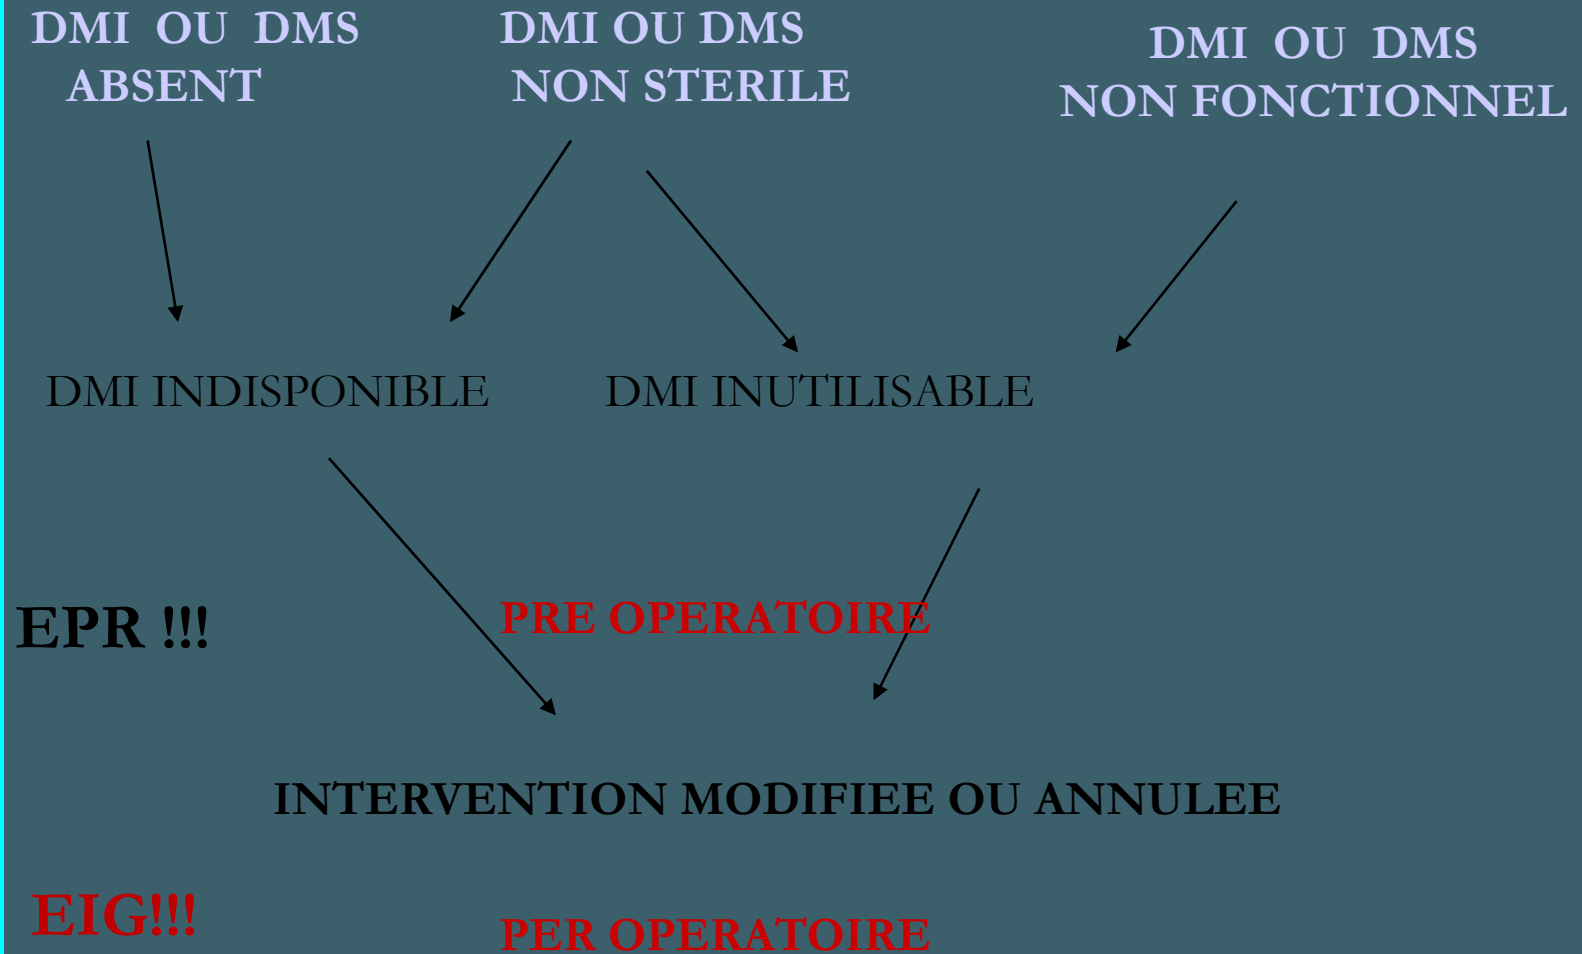 DMI OU DMS
ABSENT
DMI OU DMS
NON STERILE
DMI OU DMS
NON FONCTIONNEL
DMI INDISPONIBLE
DMI INUTILISABLE
EPR !!!
PRE OPERATOIRE
INTERVENTION MODIFIEE OU ANNULEE
EIG!!!
PER OPERATOIRE